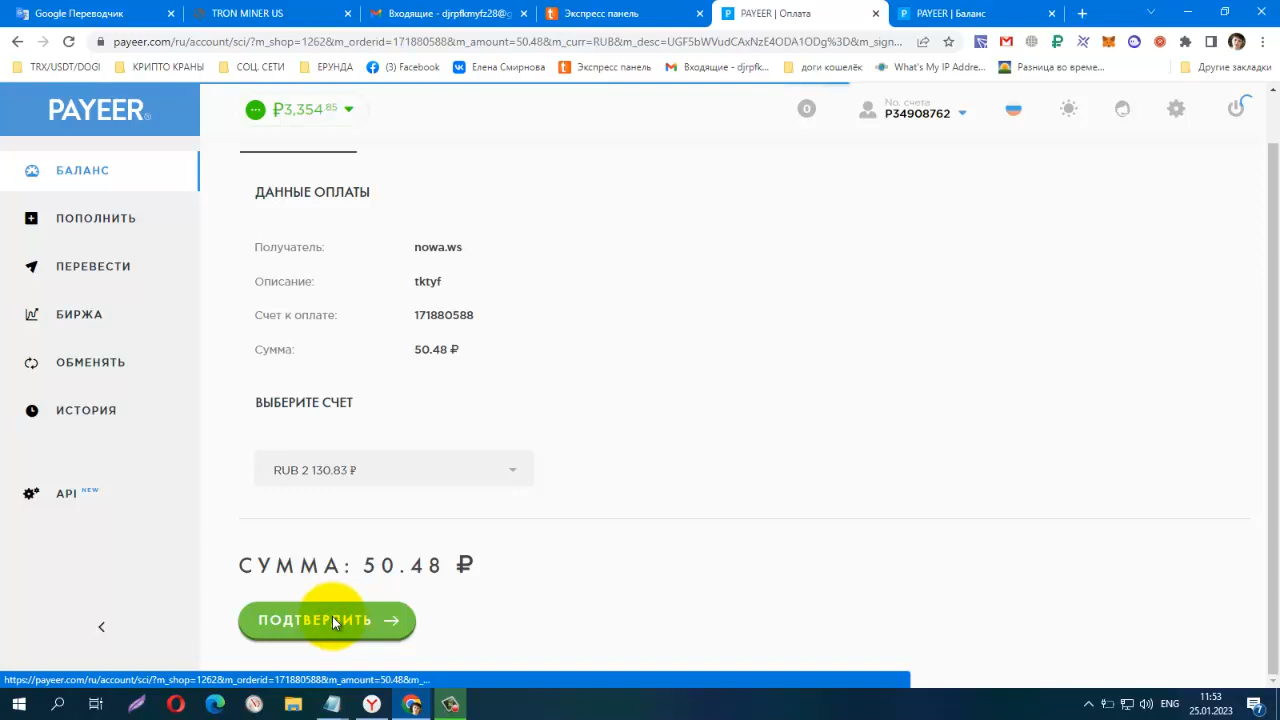 Google Переводчик
TRON MINER US
Входящие - djrpfkmyfz28@g
Экспресс панель
PAYEER | Оплата
PAYEER | Баланс
payeer.com/ru/account/sci/?m_shop=1262&m_orderid=171880588&m_amount=50.48&m_curr=RUB&m_desc=UGF5bWVudCAxNzE4ODA1ODg%3D&m_sign...
TRX/USDT/DOGI
КРИПТО КРАНЫ
СОЦ. СЕТИ
ЕРУНДА
(3) Facebook
Елена Смирнова
Экспресс панель
Входящие - djrpfk...
доги кошелёк
What's My IP Addre...
Разница во време...
Другие закладки
PAYEER
₽3,354.85
0
No. счета
P34908762
БАЛАНС
ПОПОЛНИТЬ
ПЕРЕВЕСТИ
БИРЖА
ОБМЕНЯТЬ
ИСТОРИЯ
API NEW
ДАННЫЕ ОПЛАТЫ
Получатель: nowa.ws
Описание: tktyf
Счет к оплате: 171880588
Сумма: 50.48 ₽
ВЫБЕРИТЕ СЧЕТ
RUB 2 130.83 ₽
СУММА: 50.48 ₽
ПОДТВЕРДИТЬ
https://payeer.com/ru/account/sci/?m_shop=1262&m_orderid=171880588&m_amount=50.48&m_...
ENG
11:53
25.01.2023